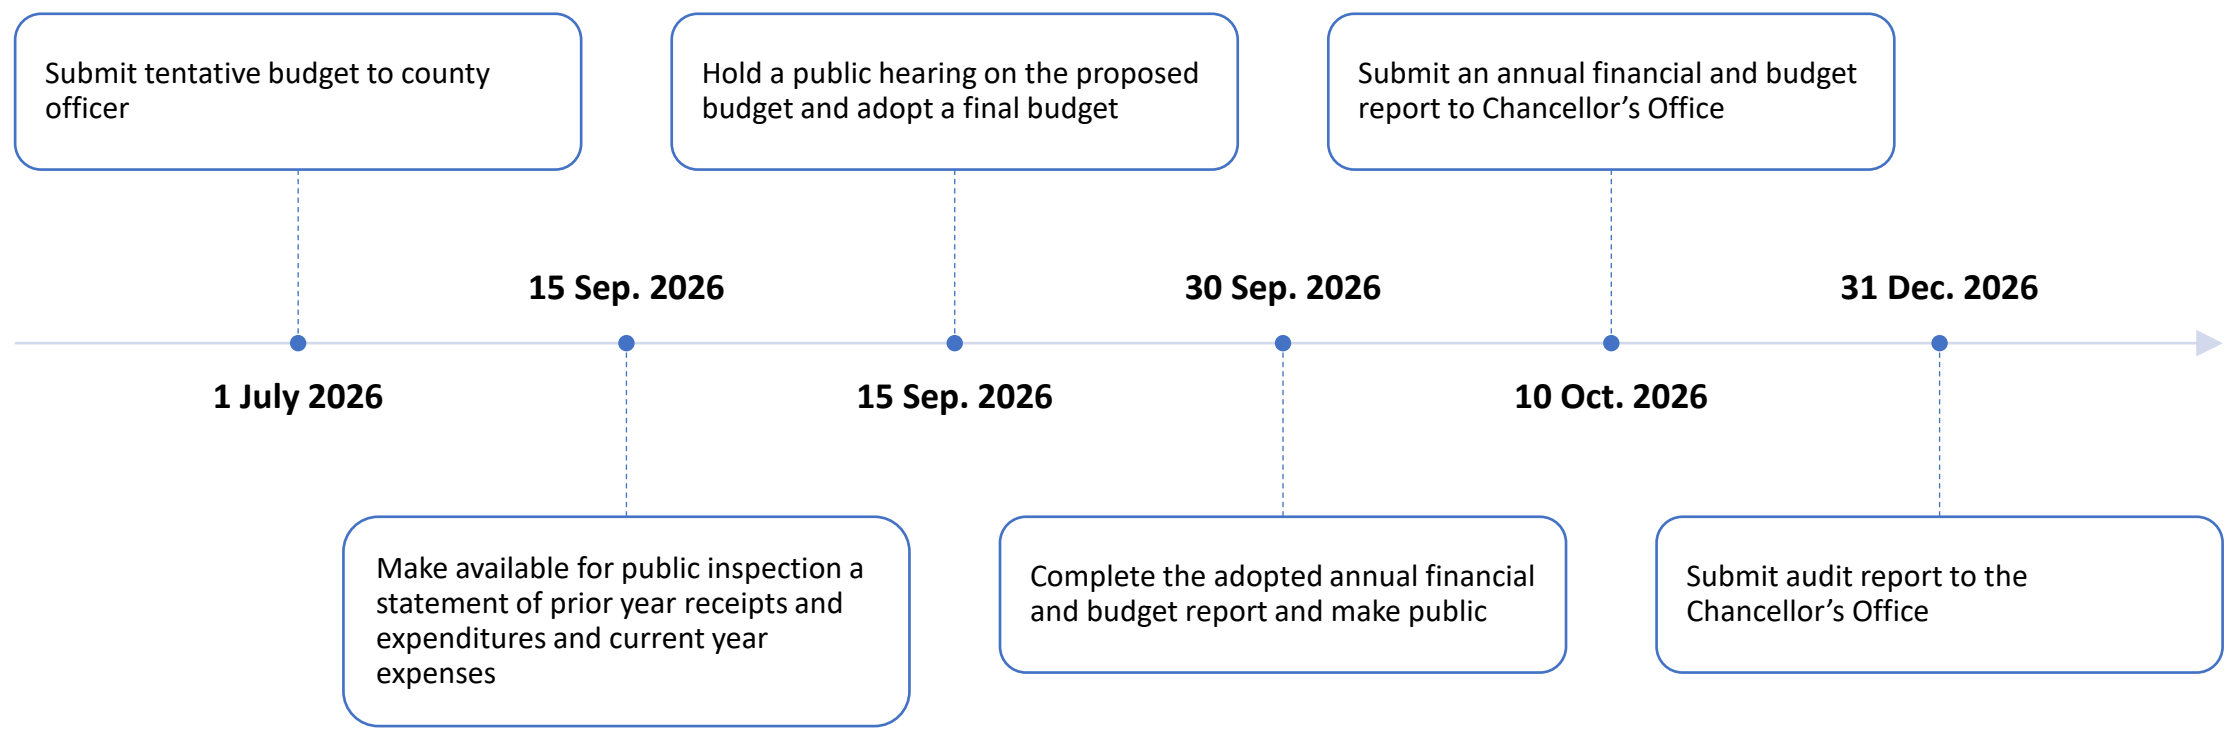 Submit tentative budget to county
officer
Hold a public hearing on the proposed
budget and adopt a final budget
Submit an annual financial and budget
report to Chancellor’s Office
15 Sep. 2026
30 Sep. 2026
31 Dec. 2026
1 July 2026
15 Sep. 2026
10 Oct. 2026
Make available for public inspection a
statement of prior year receipts and
expenditures and current year
expenses
Complete the adopted annual financial
and budget report and make public
Submit audit report to the
Chancellor’s Office